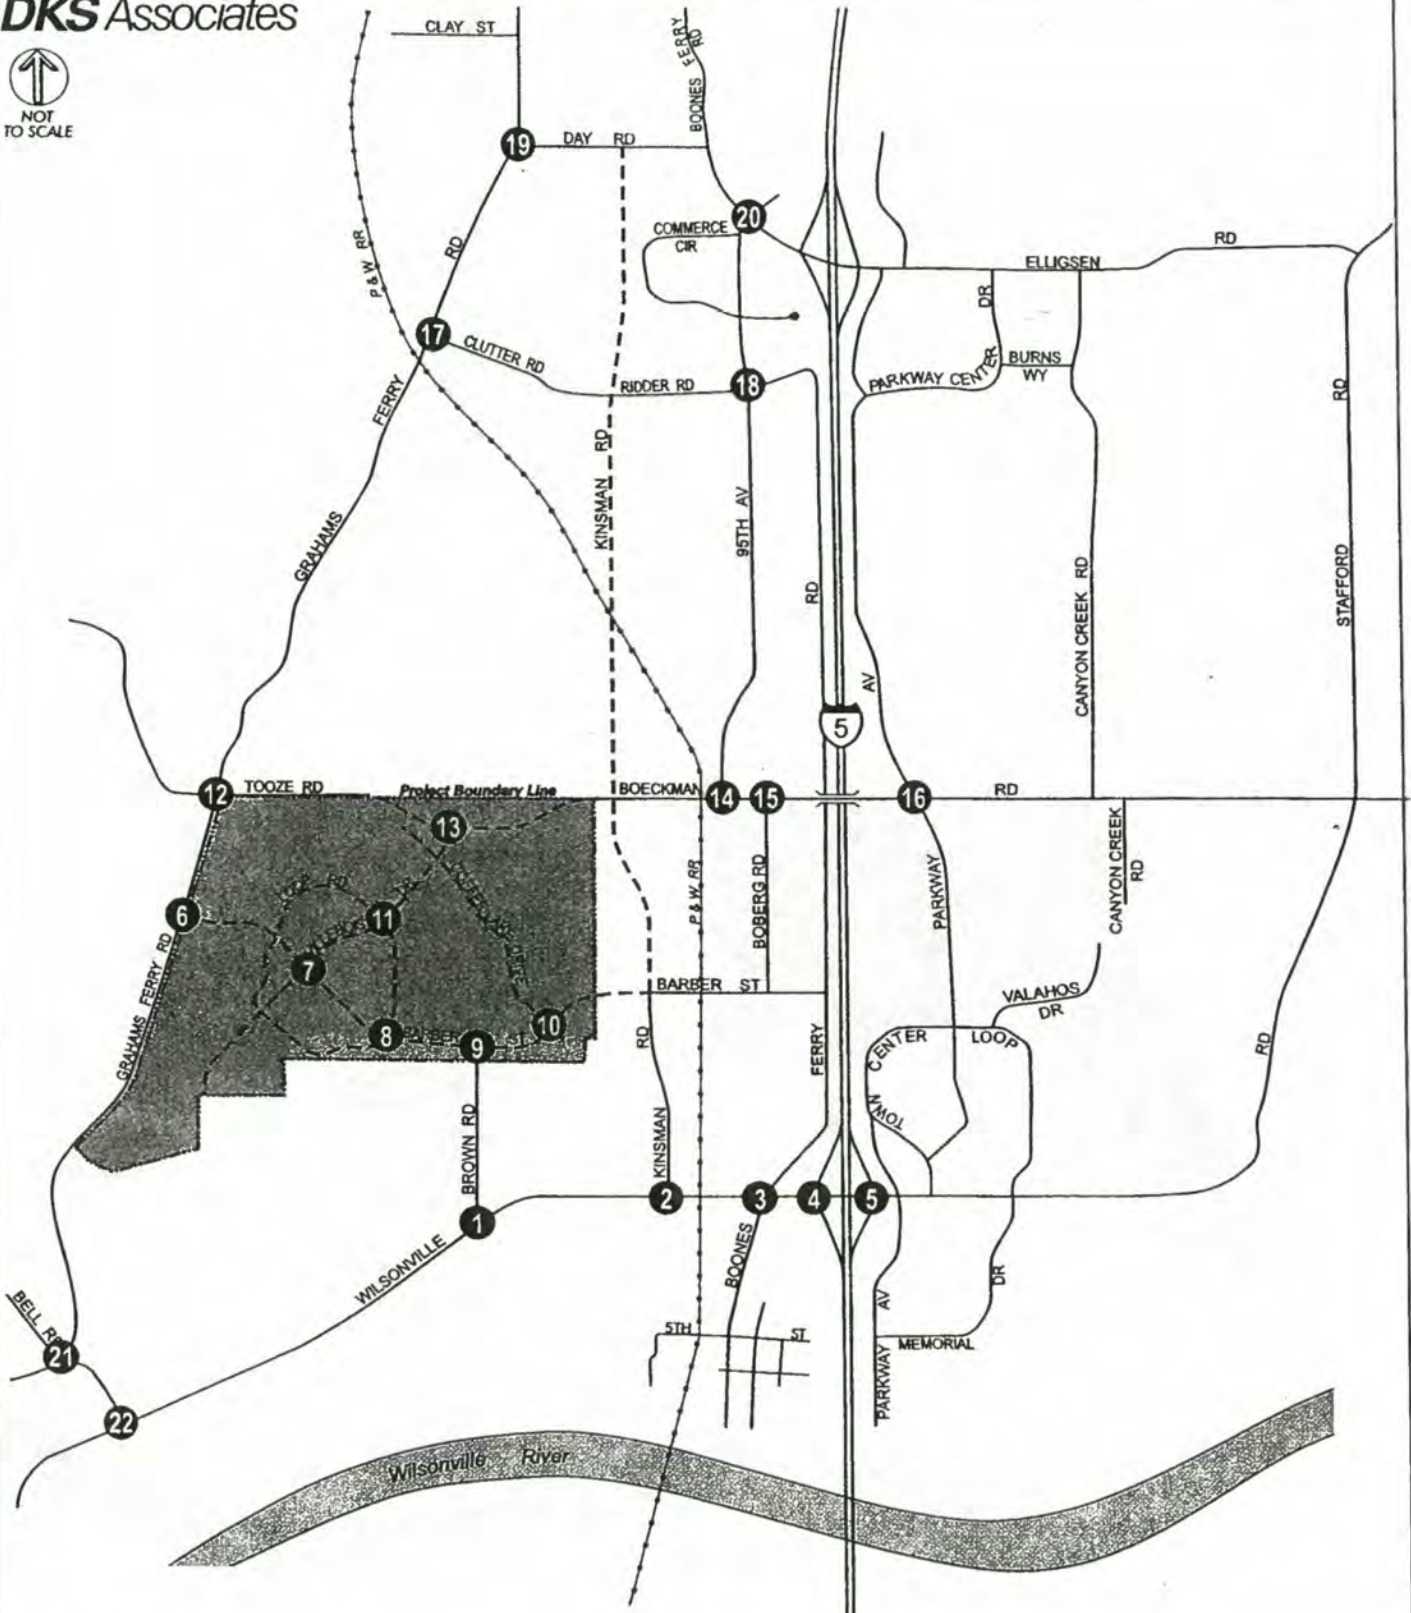 DKS Associates
NOT
TO SCALE
CLAY ST
BOONES FERRY RD
19
DAY RD
20
COMMERCE
CIR
RD
P & W RR
ELLIGSEN
RD
17
CLUTTER RD
DR
BURNS
WY
PARKWAY CENTER
RIDDER RD
18
FERRY
RD
KINSMAN RD
95TH AV
GRAHAMS
RD
CANYON CREEK RD
STAFFORD
AV
5
12
TOOZE RD
Project Boundary Line
BOECKMAN
14
15
16
RD
13
CANYON CREEK
RD
P & W RR
BOBERG RD
PARKWAY
6
11
GRAHAMS FERRY RD
7
BARBER ST
VALAHOS
DR
10
8
BARBER
9
RD
FERRY
CENTER
LOOP
TOWN
RD
BROWN RD
KINSMAN
2
3
4
5
1
WILSONVILLE
BOONES
DR
AV
BELL RD
5TH
ST
MEMORIAL
21
PARKWAY
22
Wilsonville River